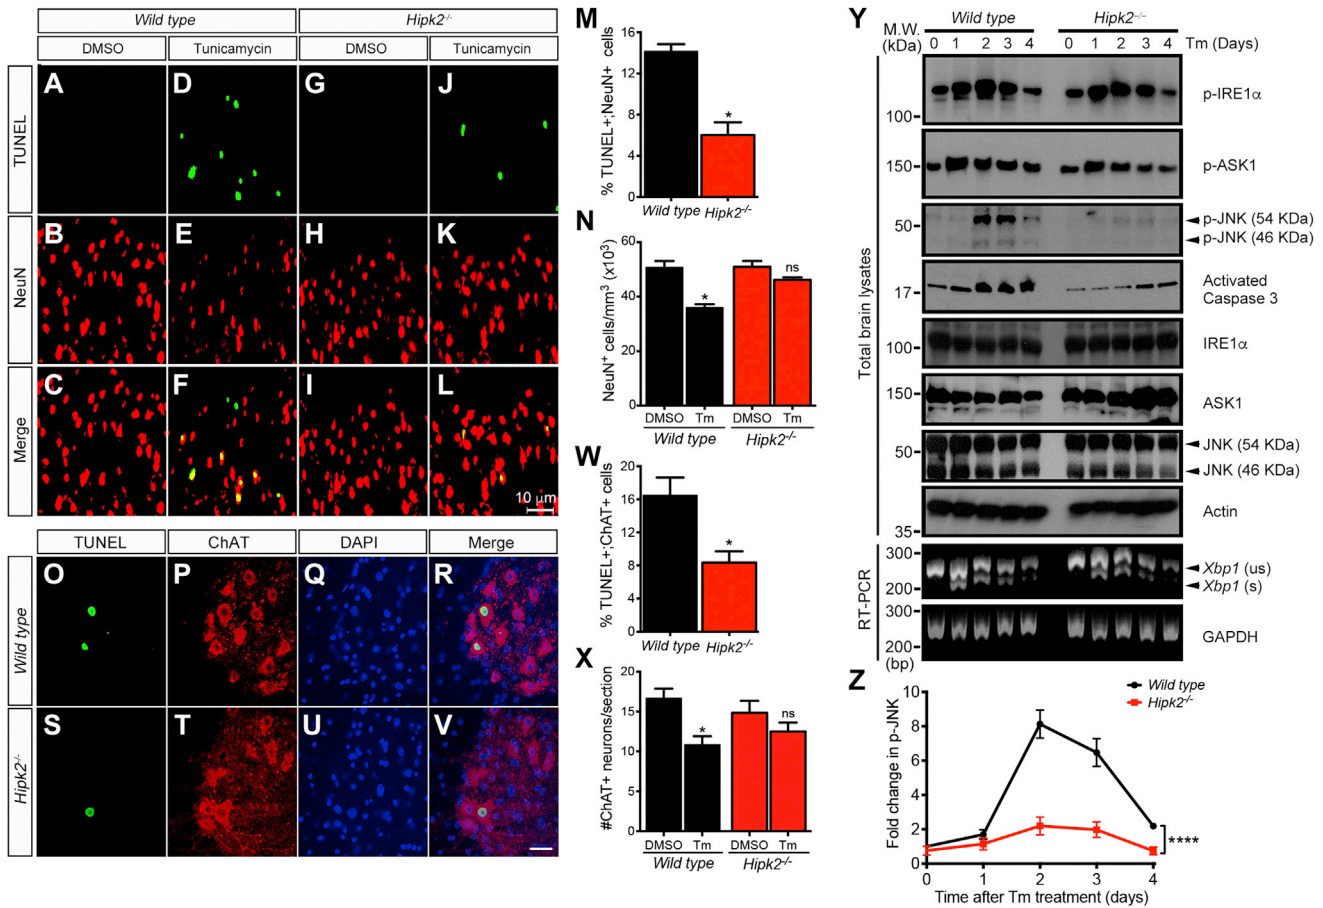 Wild type
Hipk2-/-
DMSO
Tunicamycin
DMSO
Tunicamycin
TUNEL
A
D
G
J
NeuN
B
E
H
K
Merge
C
F
I
L
10 μm
TUNEL
ChAT
DAPI
Merge
Wild type
O
P
Q
R
Hipk2-/-
S
T
U
V
M
% TUNEL+;NeuN+ cells
16
12
8
4
0
*
Wild type
Hipk2-/-
N
NeuN+ cells/mm3 (x103)
60
40
20
0
*
ns
DMSO Tm DMSO Tm
Wild type
Hipk2-/-
W
% TUNEL+;ChAT+ cells
20
16
12
8
4
0
*
Wild type
Hipk2-/-
X
#ChAT+ neurons/section
20
15
10
5
0
*
ns
DMSO Tm DMSO Tm
Wild type
Hipk2-/-
Y
Wild type
Hipk2-/-
M.W.
(kDa)
0 1 2 3 4 0 1 2 3 4 Tm (Days)
Total brain lysates
100
p-IRE1α
150
p-ASK1
50
p-JNK (54 KDa)
p-JNK (46 KDa)
17
Activated
Caspase 3
100
IRE1α
150
ASK1
50
JNK (54 KDa)
JNK (46 KDa)
Actin
35
RT-PCR
300
200
Xbp1 (us)
Xbp1 (s)
300
200
(bp)
GAPDH
Z
Wild type
Hipk2-/-
Fold change in p-JNK
10
8
6
4
2
0
****
0 1 2 3 4
Time after Tm treatment (days)